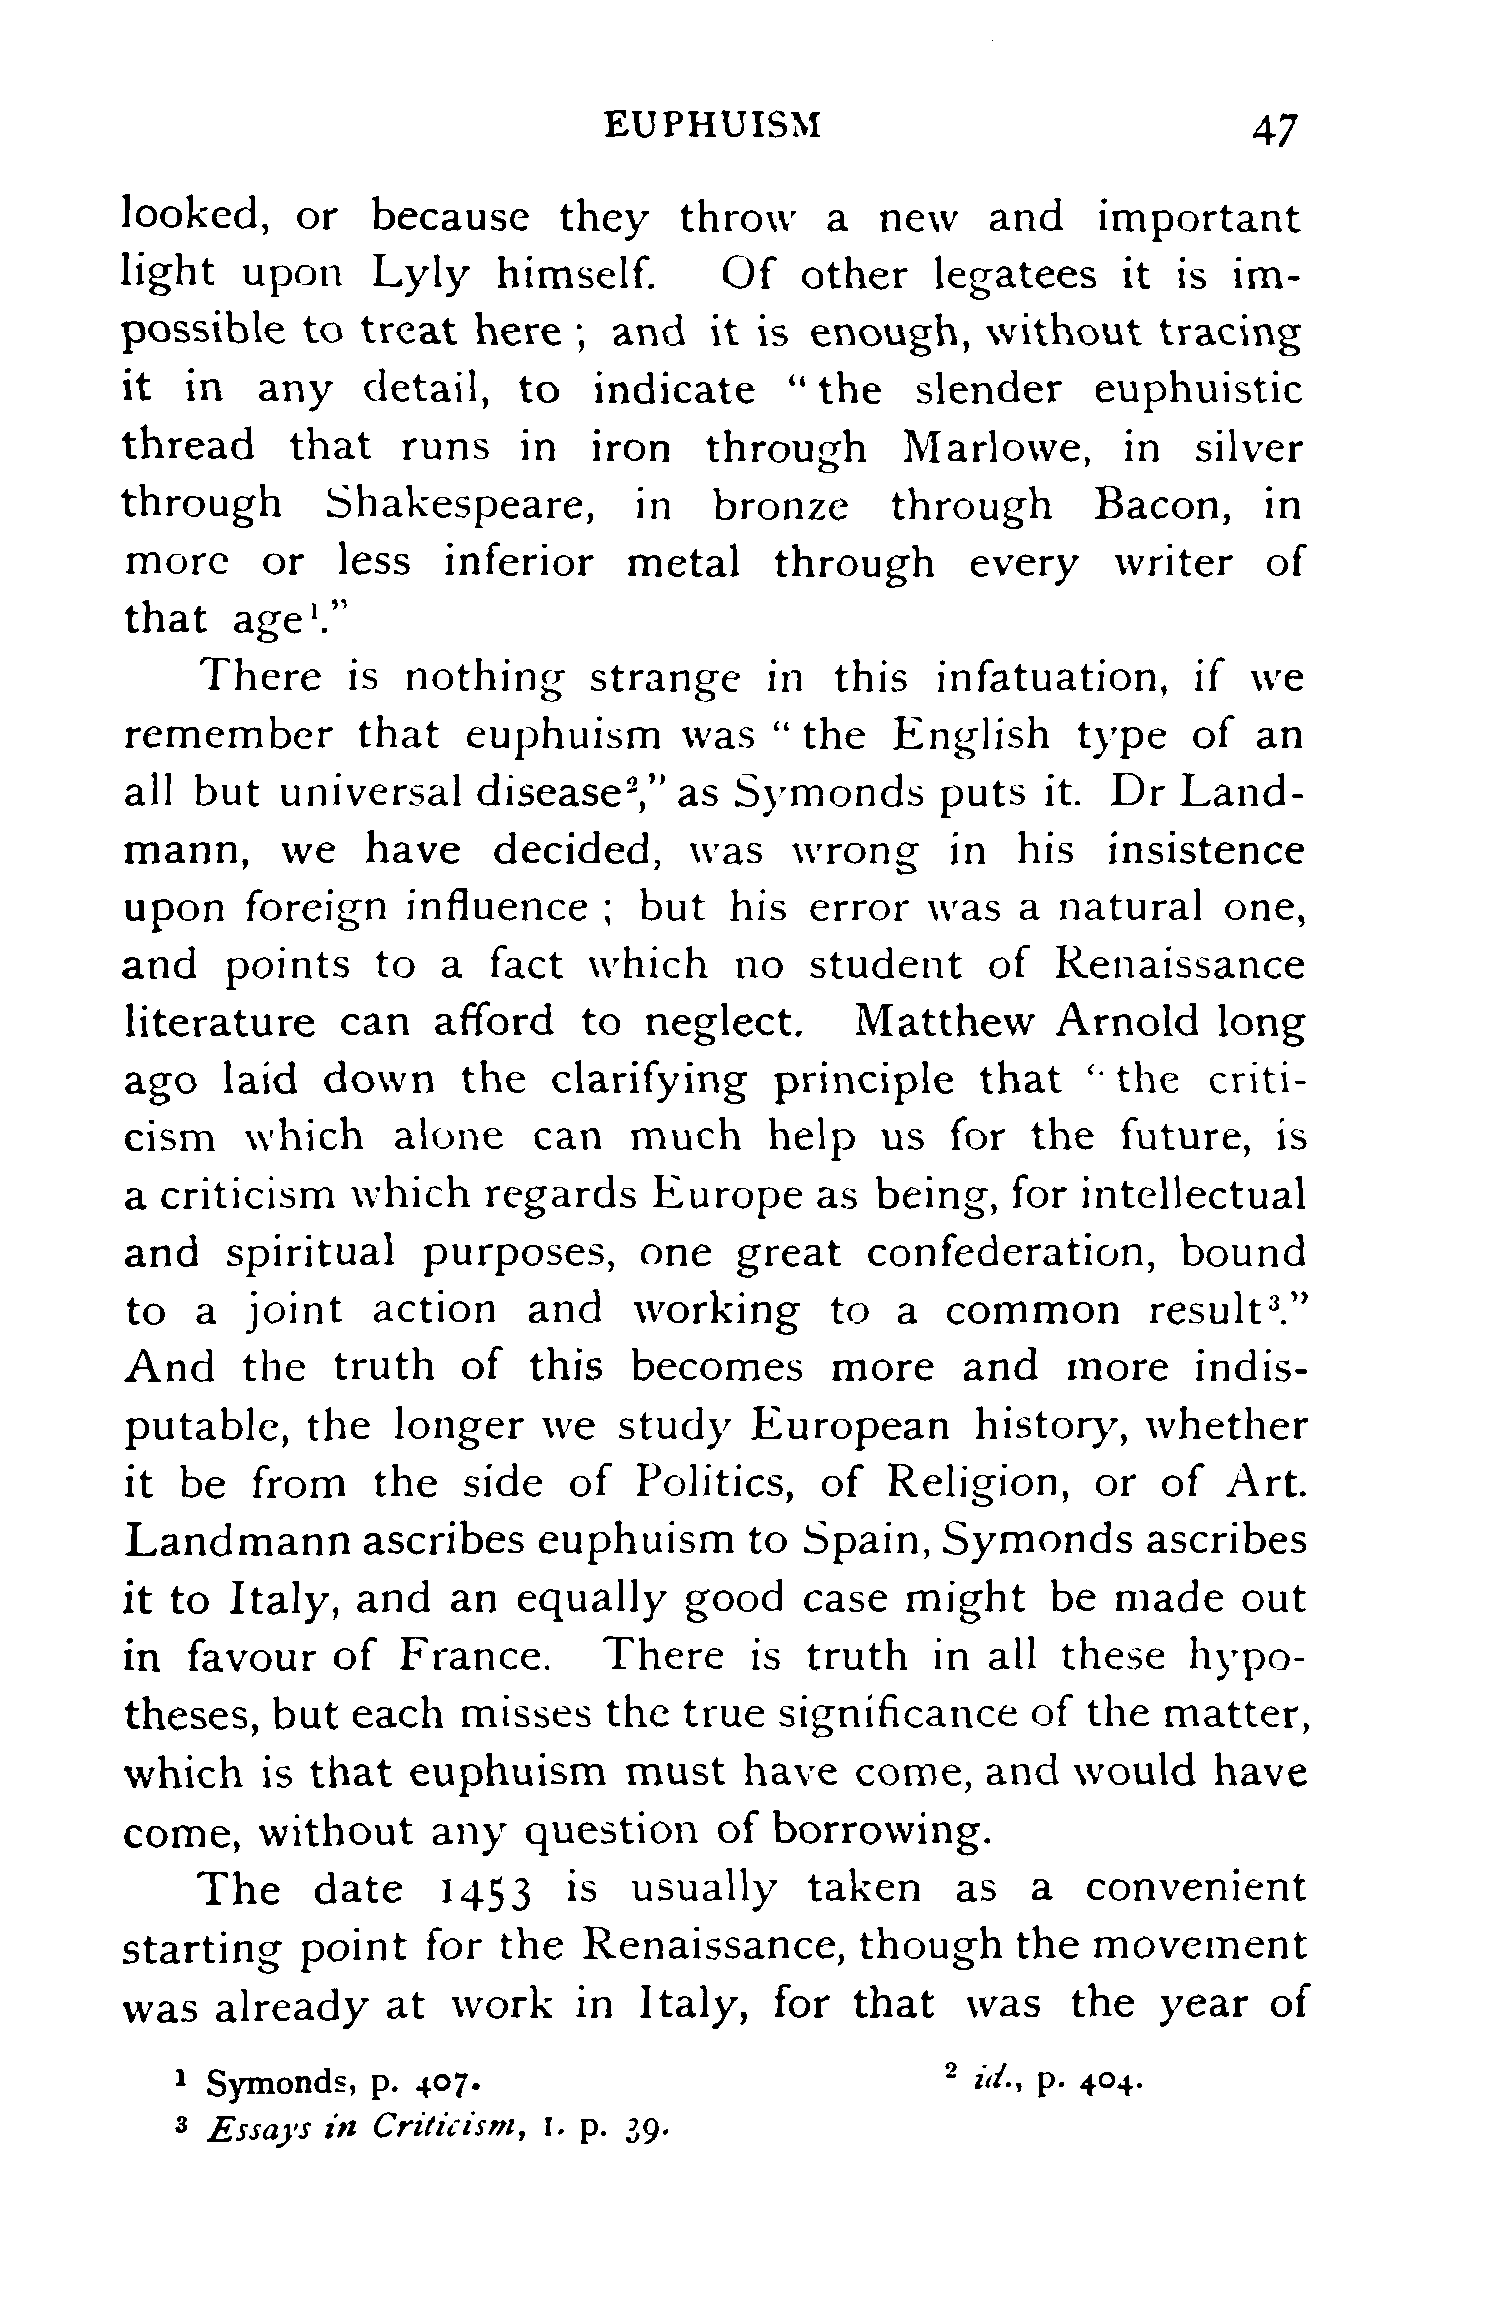 EUPHUISM 47
looked, or because they throw a new and important
light upon Lyly himself. Of other legatees it is im-
possible to treat here ; and it is enough, without tracing
it in any detail, to indicate " the slender euphuistic
thread that runs in iron through Marlowe, in silver
through Shakespeare, in bronze through Bacon, in
more or less inferior metal through every writer of
that age¹."
There is nothing strange in this infatuation, if we
remember that euphuism was " the English type of an
all but universal disease²," as Symonds puts it. Dr Land-
mann, we have decided, was wrong in his insistence
upon foreign influence ; but his error was a natural one,
and points to a fact which no student of Renaissance
literature can afford to neglect. Matthew Arnold long
ago laid down the clarifying principle that " the criti-
cism which alone can much help us for the future, is
a criticism which regards Europe as being, for intellectual
and spiritual purposes, one great confederation, bound
to a joint action and working to a common result³."
And the truth of this becomes more and more indis-
putable, the longer we study European history, whether
it be from the side of Politics, of Religion, or of Art.
Landmann ascribes euphuism to Spain, Symonds ascribes
it to Italy, and an equally good case might be made out
in favour of France. There is truth in all these hypo-
theses, but each misses the true significance of the matter,
which is that euphuism must have come, and would have
come, without any question of borrowing.
The date 1453 is usually taken as a convenient
starting point for the Renaissance, though the movement
was already at work in Italy, for that was the year of
¹ Symonds, p. 407. ² id., p. 404.
³ Essays in Criticism, I. p. 39.